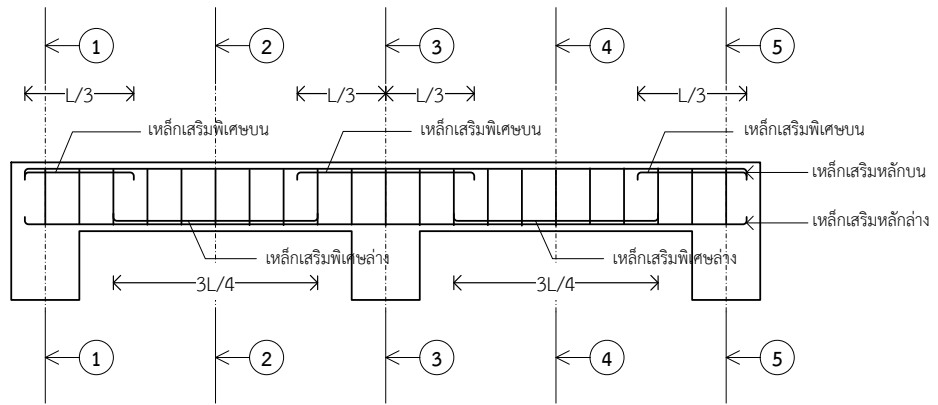 1 2 3 4 5
L/3 L/3 L/3 L/3
เหล็กเสริมพิเศษบน เหล็กเสริมพิเศษบน เหล็กเสริมพิเศษบน
เหล็กเสริมหลักบน
เหล็กเสริมหลักล่าง
เหล็กเสริมพิเศษล่าง เหล็กเสริมพิเศษล่าง
3L/4 3L/4
1 2 3 4 5